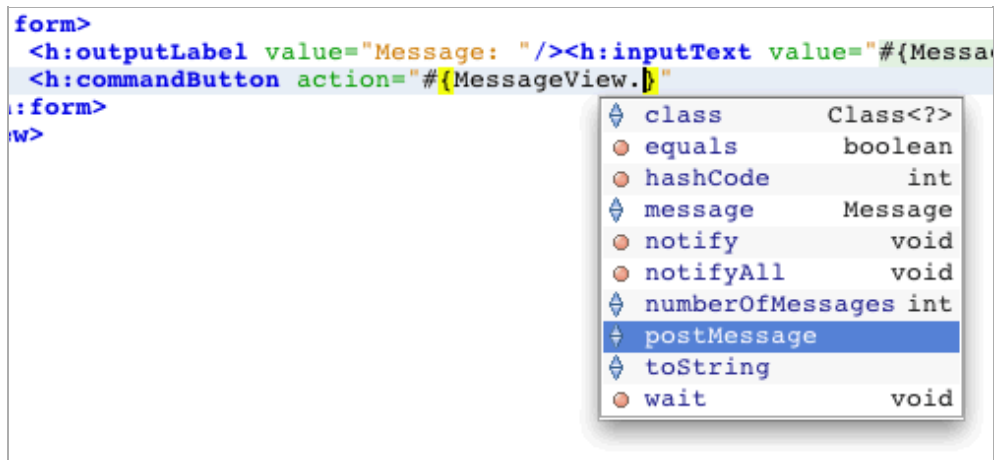 form>
<h:outputLabel value="Message: "/><h:inputText value="#{Messa
<h:commandButton action="#{MessageView.}"
:form>
w>
class Class<?>
equals boolean
hashCode int
message Message
notify void
notifyAll void
numberOfMessages int
postMessage
toString
wait void